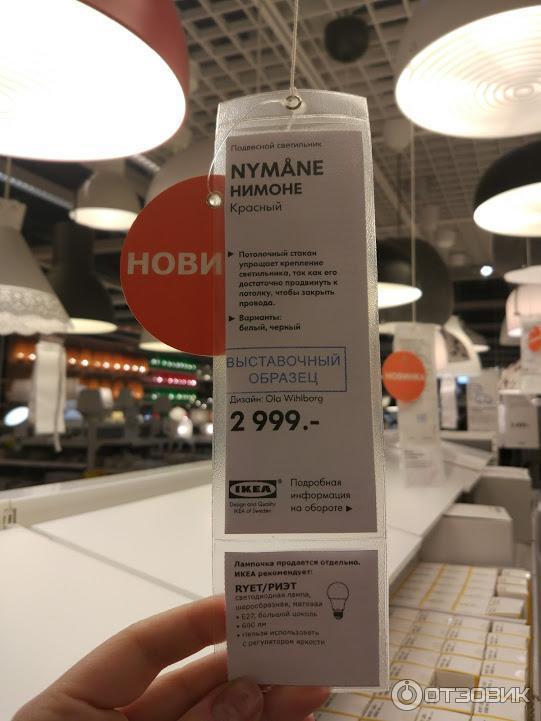 Подвесной светильник
NYMÅNE
НИМОНЕ
Красный
НОВИ
▸ Потолочный стакан
упрощает крепление
светильника, так как его
достаточно продвинуть к
потолку, чтобы закрыть
провода.
▸ Варианты:
белый, черный
ВЫСТАВОЧНЫЙ
ОБРАЗЕЦ
Дизайн: Ola Wihlborg
2 999.-
IKEA
Design and Quality
IKEA of Sweden
Подробная
информация
на обороте ▸
Лампочка продается отдельно.
ИКЕА рекомендует:
RYET/РИЭТ
светодиодная лампа,
шарообразная, матовая
• E27, большой цоколь
• 600 лм
• Нельзя использовать
с регулятором яркости
НОВИНКА
ОТЗОВИК